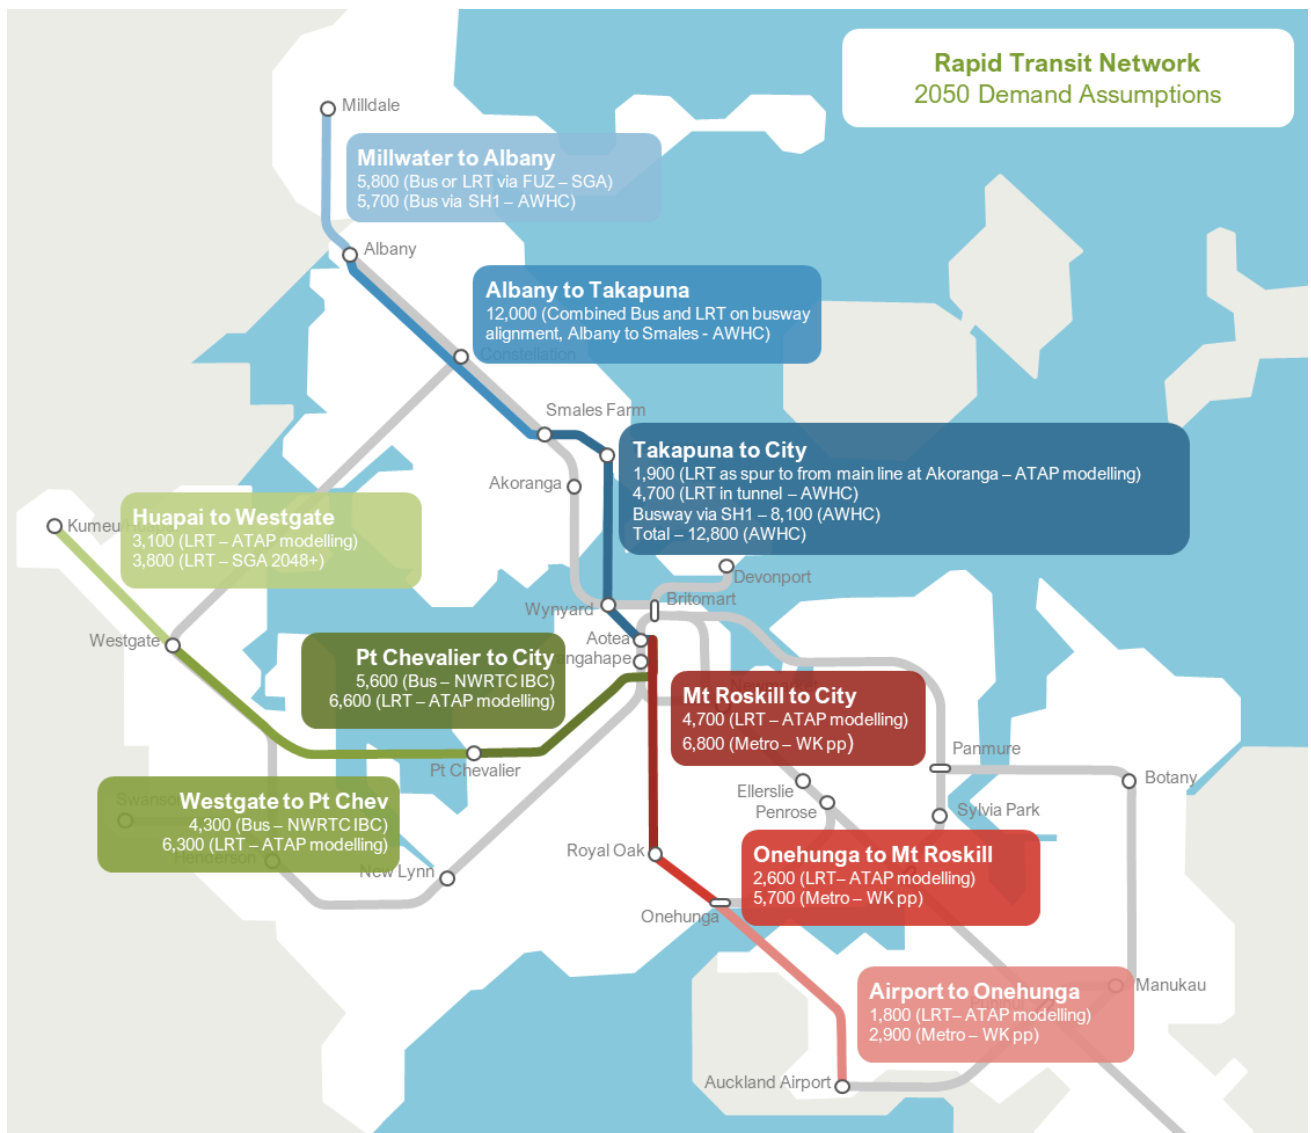 Rapid Transit Network
2050 Demand Assumptions
Milldale
Millwater to Albany
5,800 (Bus or LRT via FUZ – SGA)
5,700 (Bus via SH1 – AWHC)
Albany
Albany to Takapuna
12,000 (Combined Bus and LRT on busway
alignment, Albany to Smales - AWHC)
Constellation
Smales Farm
Takapuna to City
1,900 (LRT as spur to from main line at Akoranga – ATAP modelling)
4,700 (LRT in tunnel – AWHC)
Busway via SH1 – 8,100 (AWHC)
Total – 12,800 (AWHC)
Akoranga
Huapai to Westgate
3,100 (LRT – ATAP modelling)
3,800 (LRT – SGA 2048+)
Kumeu Huapai
Devonport
Britomart
Wynyard
Westgate
Aotea
angahape
Pt Chevalier to City
5,600 (Bus – NWRTC IBC)
6,600 (LRT – ATAP modelling)
Newmarket
Mt Roskill to City
4,700 (LRT – ATAP modelling)
6,800 (Metro – WK pp)
Panmure
Pt Chevalier
Botany
Ellerslie
Penrose
Sylvia Park
Swanson
Westgate to Pt Chev
4,300 (Bus – NWRTC IBC)
6,300 (LRT – ATAP modelling)
Henderson
New Lynn
Royal Oak
Onehunga to Mt Roskill
2,600 (LRT– ATAP modelling)
5,700 (Metro – WK pp)
Onehunga
Airport to Onehunga
1,800 (LRT– ATAP modelling)
2,900 (Metro – WK pp)
Manukau
Auckland Airport